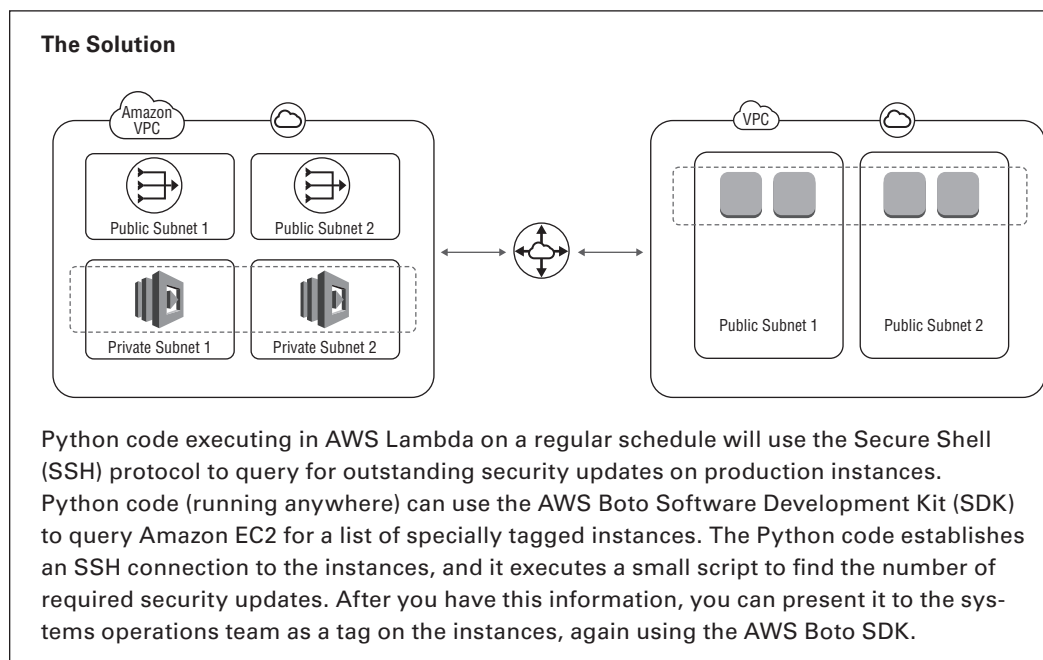 The Solution
Amazon
VPC
VPC
Public Subnet 1
Public Subnet 2
Private Subnet 1
Private Subnet 2
Public Subnet 1
Public Subnet 2
Python code executing in AWS Lambda on a regular schedule will use the Secure Shell
(SSH) protocol to query for outstanding security updates on production instances.
Python code (running anywhere) can use the AWS Boto Software Development Kit (SDK)
to query Amazon EC2 for a list of specially tagged instances. The Python code establishes
an SSH connection to the instances, and it executes a small script to find the number of
required security updates. After you have this information, you can present it to the sys-
tems operations team as a tag on the instances, again using the AWS Boto SDK.